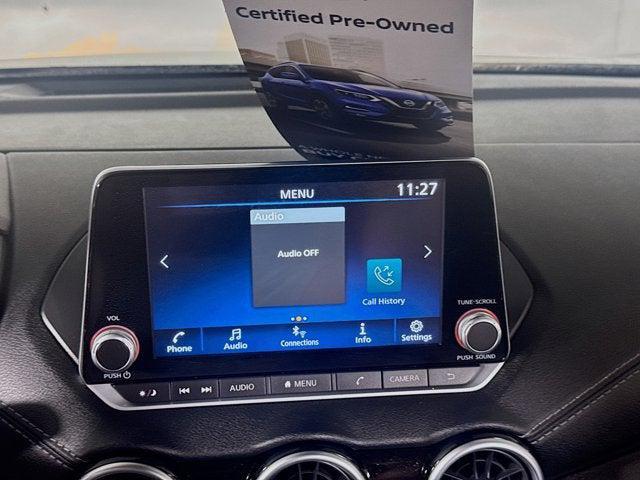 Certified Pre-Owned
MENU
11:27
Audio
Audio OFF
Call History
VOL
PUSH
TUNE·SCROLL
PUSH SOUND
Phone
Audio
Connections
Info
Settings
AUDIO
MENU
CAMERA